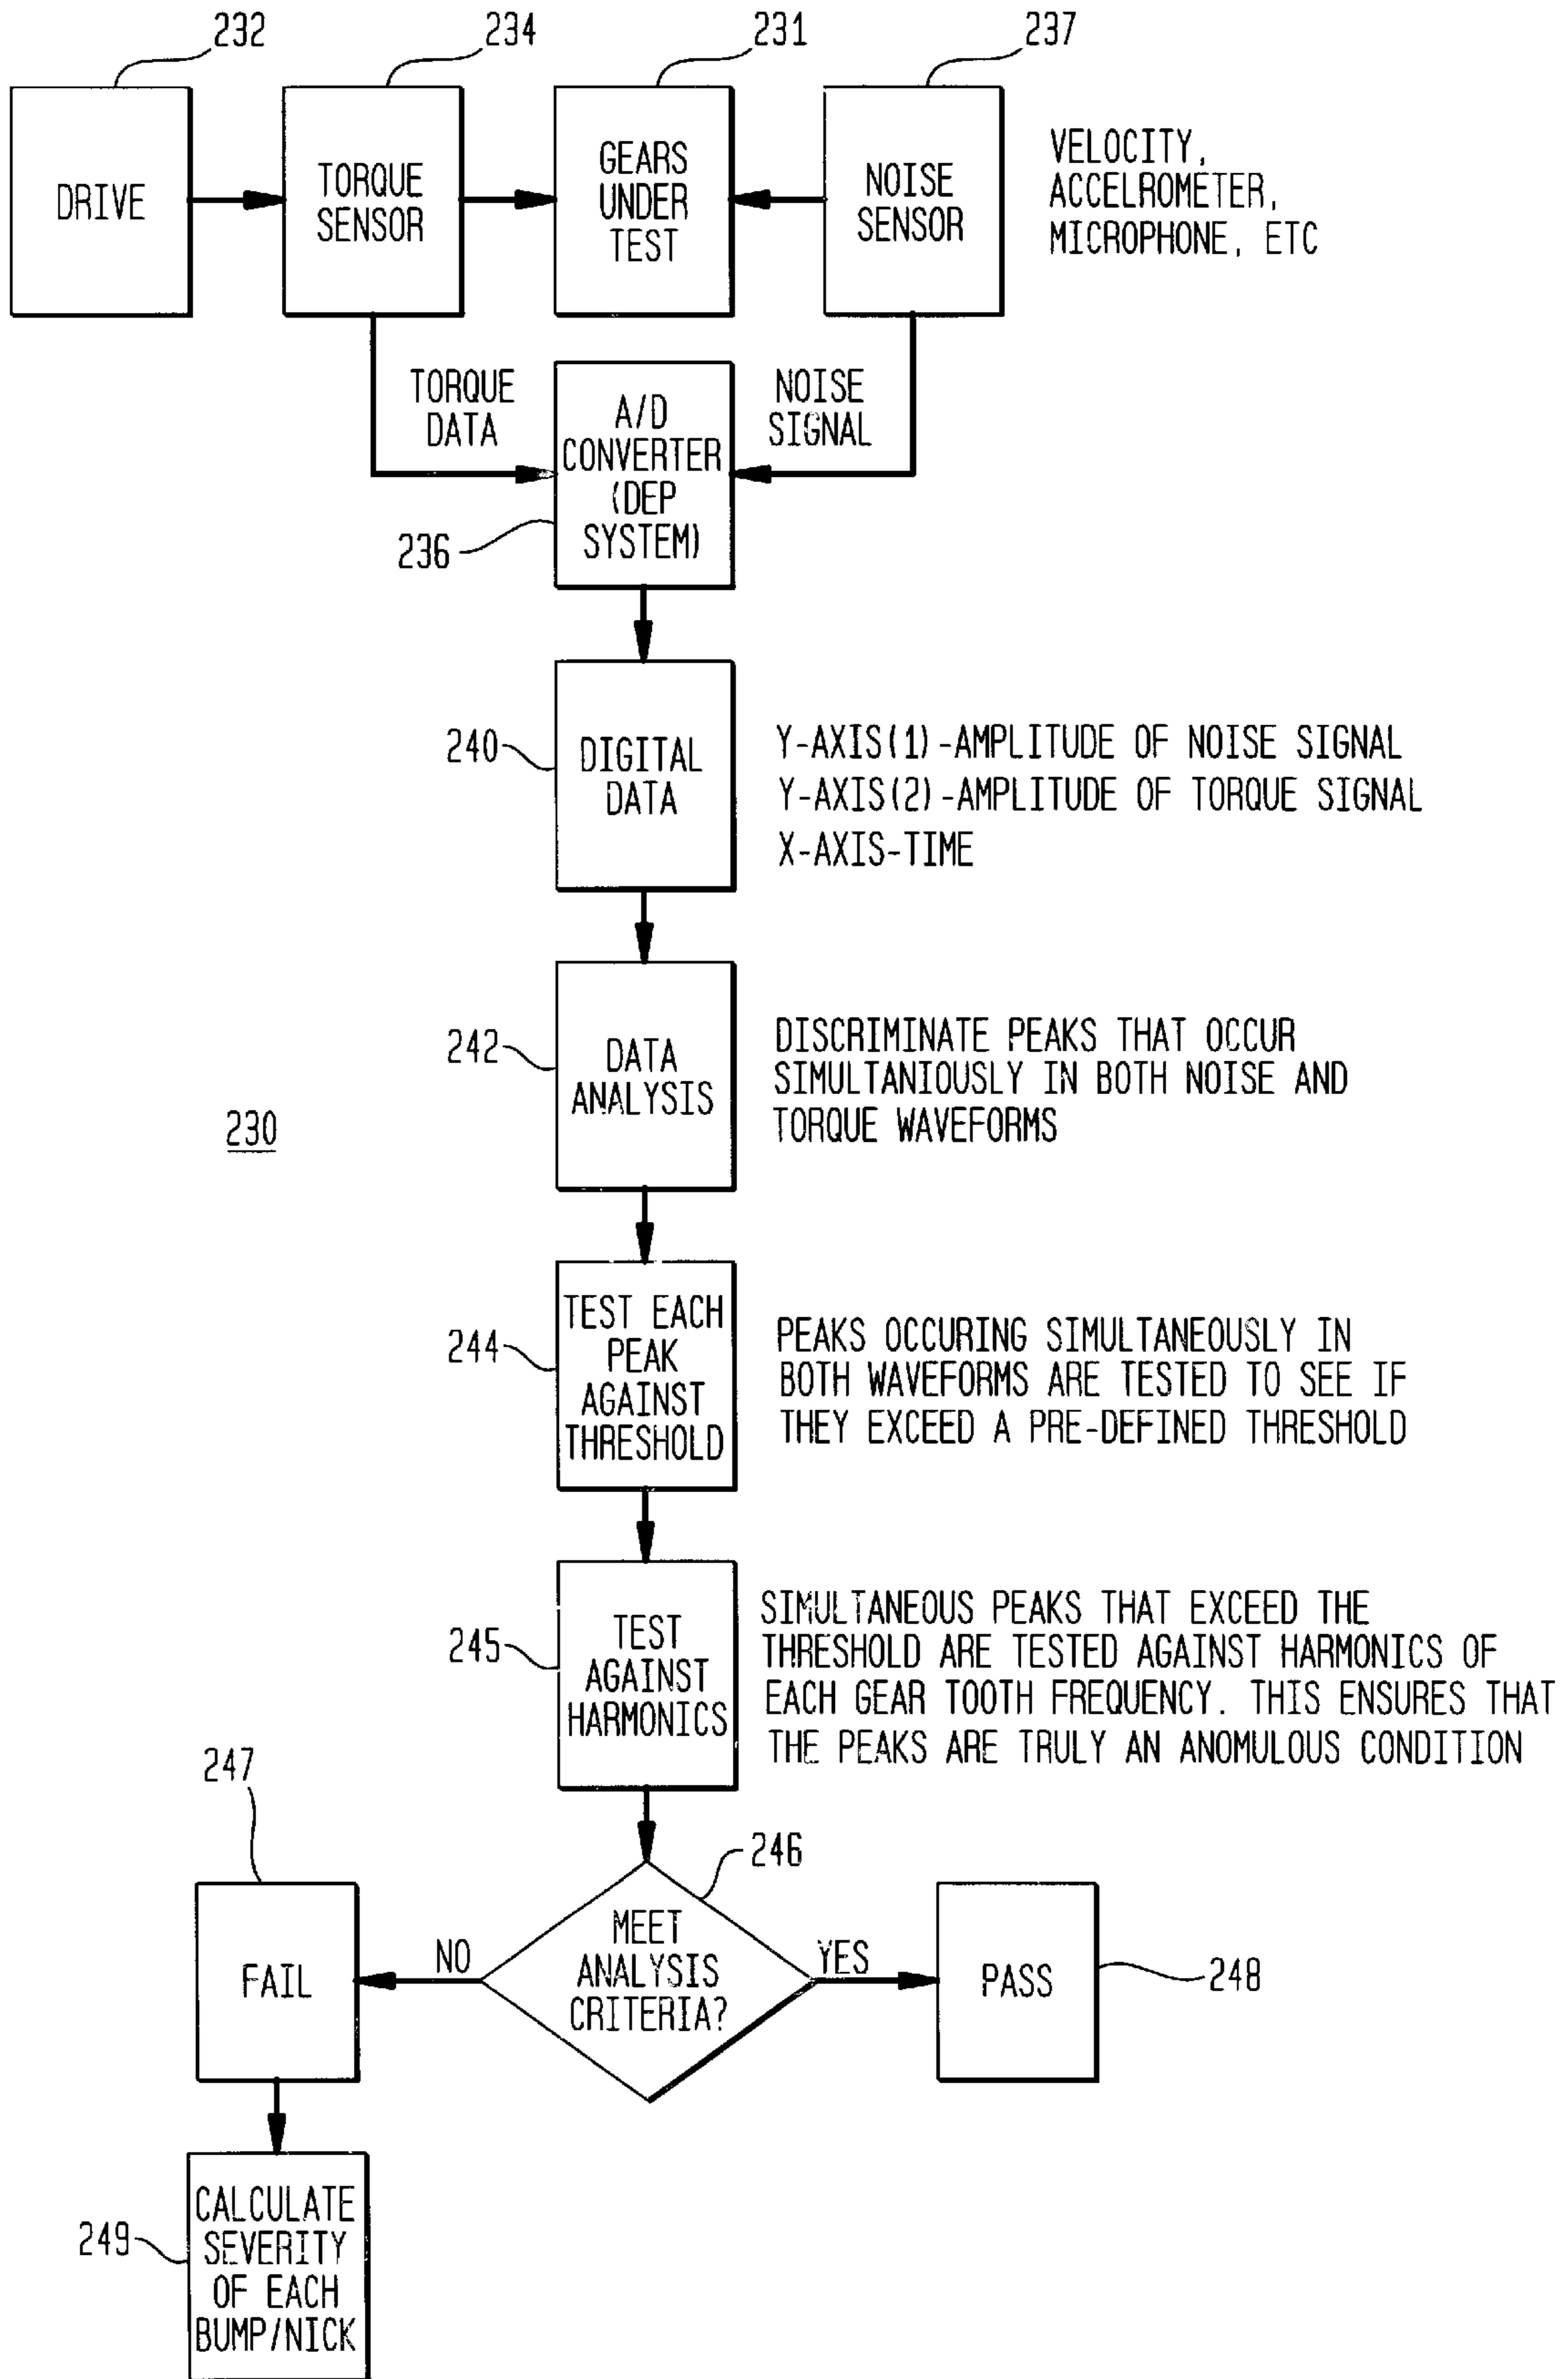 232
234
231
237
DRIVE
TORQUE
SENSOR
GEARS
UNDER
TEST
NOISE
SENSOR
VELOCITY,
ACCELROMETER,
MICROPHONE, ETC
TORQUE
DATA
A/D
CONVERTER
(DEP
SYSTEM)
NOISE
SIGNAL
236
240
DIGITAL
DATA
Y-AXIS(1)-AMPLITUDE OF NOISE SIGNAL
Y-AXIS(2)-AMPLITUDE OF TORQUE SIGNAL
X-AXIS-TIME
242
DATA
ANALYSIS
DISCRIMINATE PEAKS THAT OCCUR
SIMULTANIOUSLY IN BOTH NOISE AND
TORQUE WAVEFORMS
230
244
TEST EACH
PEAK
AGAINST
THRESHOLD
PEAKS OCCURING SIMULTANEOUSLY IN
BOTH WAVEFORMS ARE TESTED TO SEE IF
THEY EXCEED A PRE-DEFINED THRESHOLD
245
TEST
AGAINST
HARMONICS
SIMULTANEOUS PEAKS THAT EXCEED THE
THRESHOLD ARE TESTED AGAINST HARMONICS OF
EACH GEAR TOOTH FREQUENCY. THIS ENSURES THAT
THE PEAKS ARE TRULY AN ANOMULOUS CONDITION
247
246
FAIL
NO
MEET
ANALYSIS
CRITERIA?
YES
PASS
248
249
CALCULATE
SEVERITY
OF EACH
BUMP/NICK